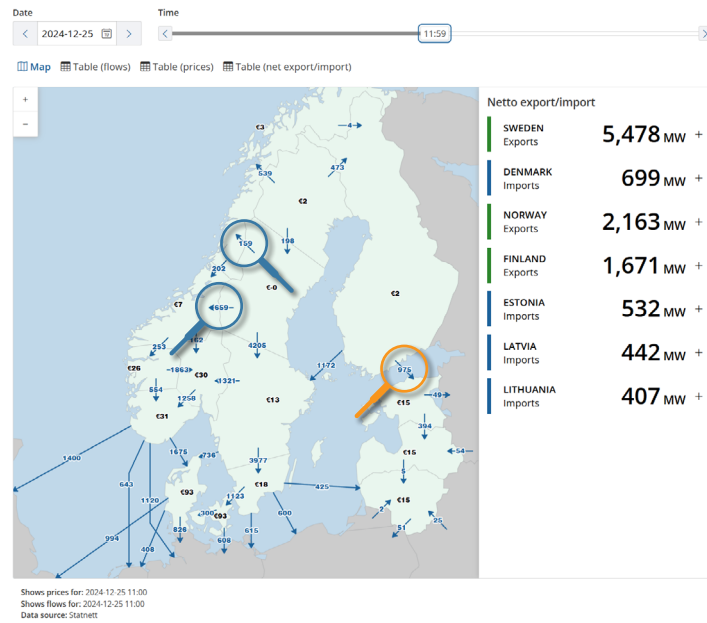 Date
Time
2024-12-25
11:59
Map
Table (flows)
Table (prices)
Table (net export/import)
+
−
Netto export/import
SWEDEN
Exports
5,478 MW +
DENMARK
Imports
699 MW +
NORWAY
Exports
2,163 MW +
FINLAND
Exports
1,671 MW +
ESTONIA
Imports
532 MW +
LATVIA
Imports
442 MW +
LITHUANIA
Imports
407 MW +
€3
4
539
473
€2
159
198
202
€-0
€7
659
€2
253
62
4205
1172
975
€26
1863
€30
1321
554
1258
€13
€15
49
€31
394
1675
736
1400
3977
€15
54
643
€93
1123
€18
425
5
1120
300
€93
600
€15
2
25
994
826
608
615
51
408
Shows prices for: 2024-12-25 11:00
Shows flows for: 2024-12-25 11:00
Data source: Statnett